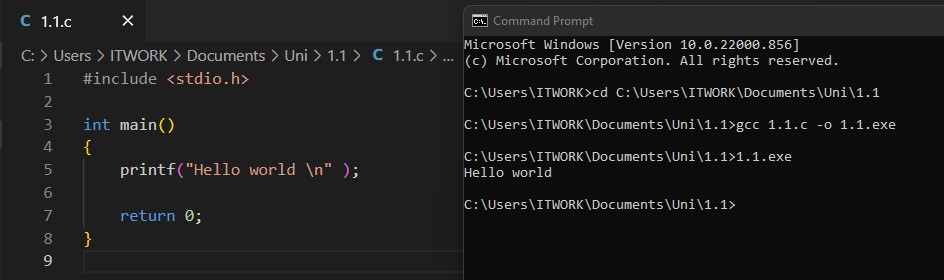 C 1.1.c ×
C: > Users > ITWORK > Documents > Uni > 1.1 > C 1.1.c > ...
1 #include <stdio.h>
2
3 int main()
4 {
5 printf("Hello world \n" );
6
7 return 0;
8 }
9
Command Prompt
Microsoft Windows [Version 10.0.22000.856]
(c) Microsoft Corporation. All rights reserved.
C:\Users\ITWORK>cd C:\Users\ITWORK\Documents\Uni\1.1
C:\Users\ITWORK\Documents\Uni\1.1>gcc 1.1.c -o 1.1.exe
C:\Users\ITWORK\Documents\Uni\1.1>1.1.exe
Hello world
C:\Users\ITWORK\Documents\Uni\1.1>